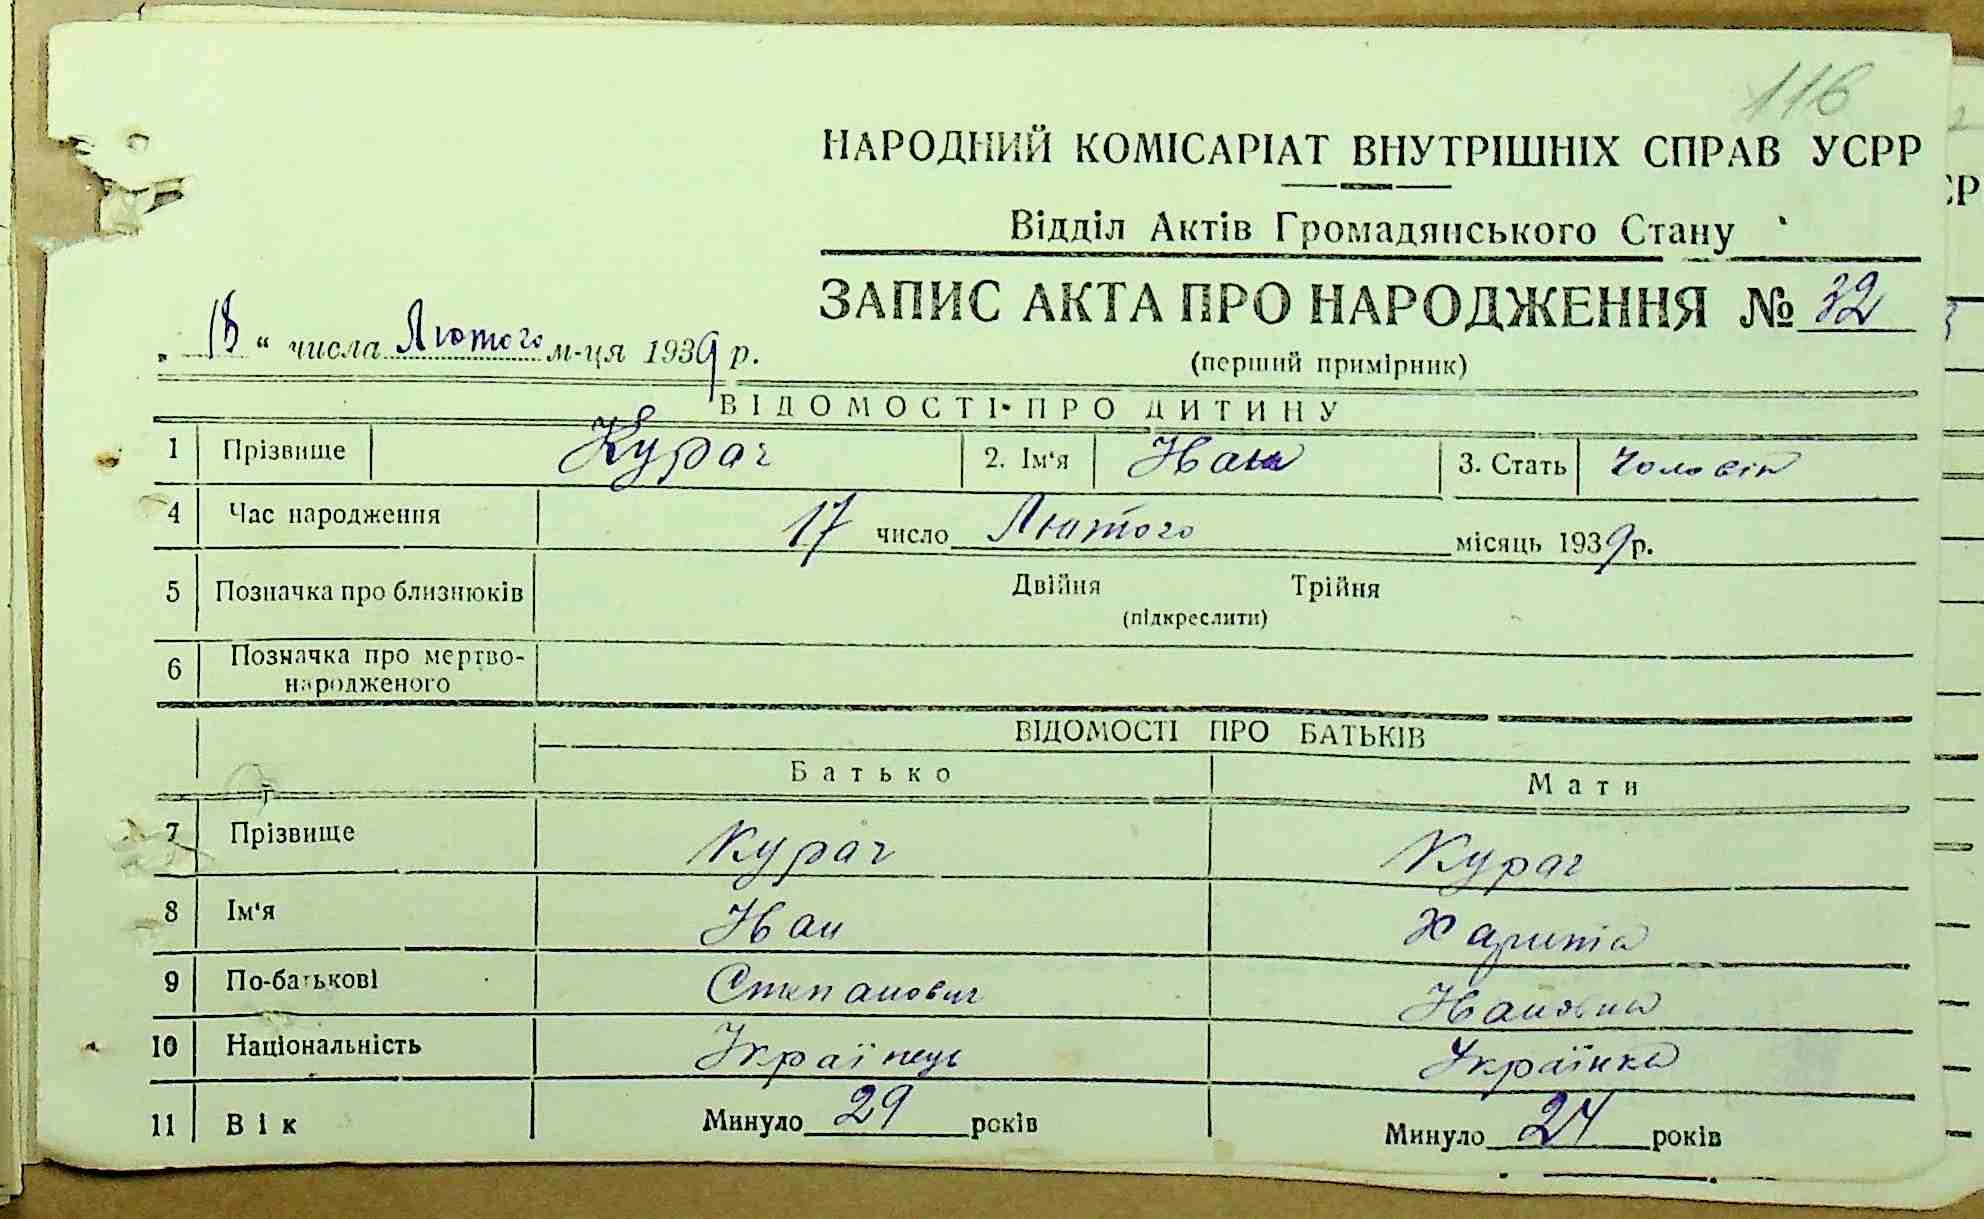 116
НАРОДНИЙ КОМІСАРІАТ ВНУТРІШНІХ СПРАВ УСРР
Відділ Актів Громадянського Стану
ЗАПИС АКТА ПРО НАРОДЖЕННЯ № 32
„ 18 “ числа Лютого м-ця 1939 р.
(перший примірник)
ВІДОМОСТІ ПРО ДИТИНУ
1 Прізвище Курач 2. Ім‘я Іван 3. Стать Чоловік
4 Час народження 17 число Лютого місяць 1939 р.
5 Позначка про близнюків Двійня Трійня
(підкреслити)
6 Позначка про мертво-
народженого
ВІДОМОСТІ ПРО БАТЬКІВ
Батько Мати
7 Прізвище Курач Курач
8 Ім‘я Іван Харитіа
9 По-батькові Степанович Івановна
10 Національність Українець Українка
11 Вік Минуло 29 років Минуло 24 років